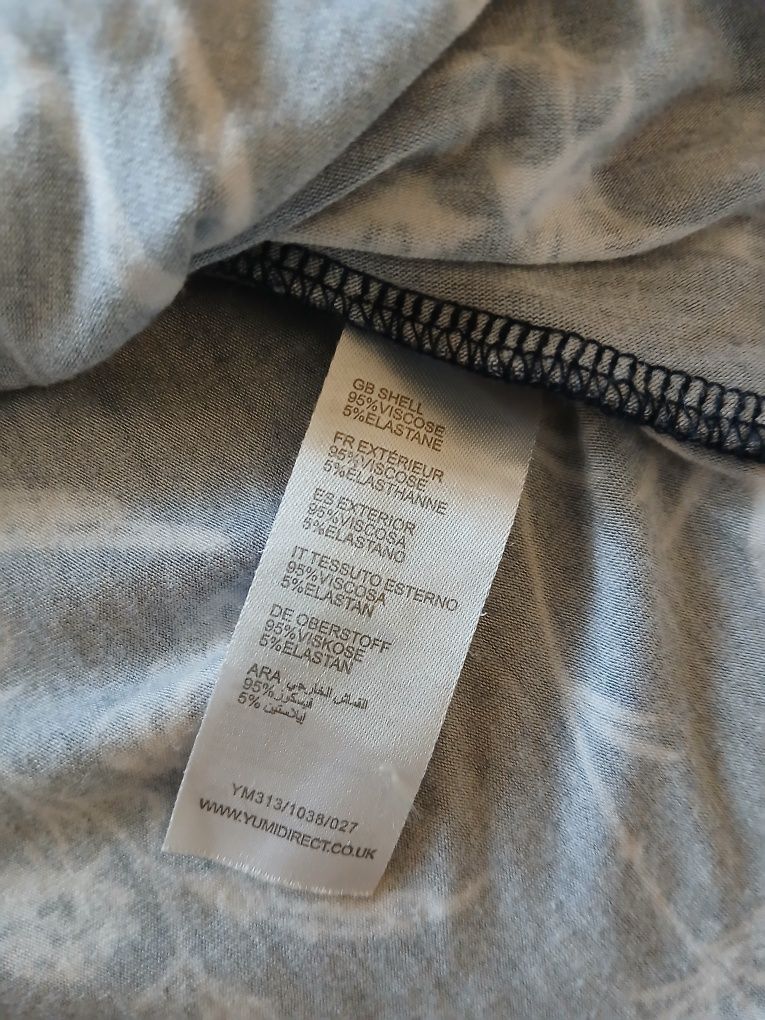 GB SHELL
95%VISCOSE
5%ELASTANE
FR EXTÉRIEUR
95%VISCOSE
5%ELASTHANNE
ES EXTERIOR
95%VISCOSA
5%ELASTANO
IT TESSUTO ESTERNO
95%VISCOSA
5%ELASTAN
DE OBERSTOFF
95%VISKOSE
5%ELASTAN
ARA القماش الخارجي
95% فيسكوز
5% إيلاستين
YM313/1038/027
WWW.YUMIDIRECT.CO.UK